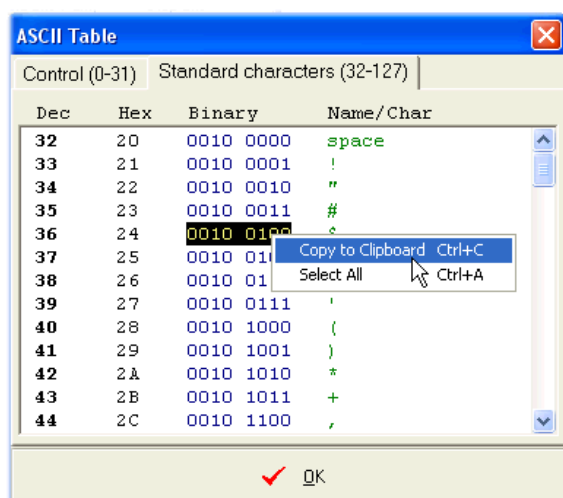 ASCII Table
Control (0-31) Standard characters (32-127)
Dec Hex Binary Name/Char
32 20 0010 0000 space
33 21 0010 0001 !
34 22 0010 0010 "
35 23 0010 0011 #
36 24 0010 0100 $
Copy to Clipboard Ctrl+C
37 25 0010
Select All Ctrl+A
38 26 0010
39 27 0010 0111 '
40 28 0010 1000 (
41 29 0010 1001 )
42 2A 0010 1010 *
43 2B 0010 1011 +
44 2C 0010 1100 ,
OK